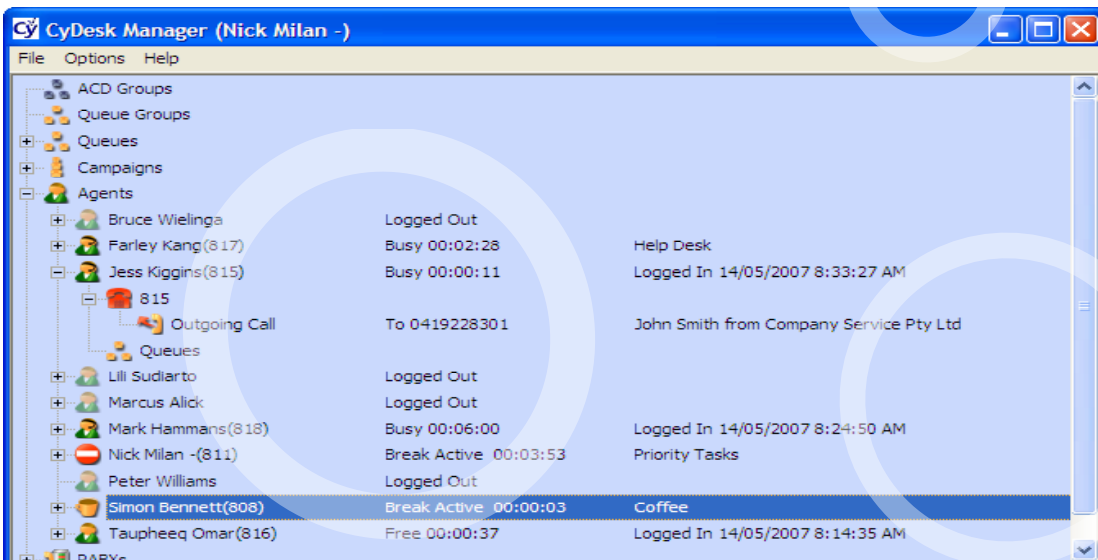 Cy CyDesk Manager (Nick Milan -)
File Options Help
ACD Groups
Queue Groups
Queues
Campaigns
Agents
Bruce Wielinga Logged Out
Farley Kang(817) Busy 00:02:28 Help Desk
Jess Kiggins(815) Busy 00:00:11 Logged In 14/05/2007 8:33:27 AM
815
Outgoing Call To 0419228301 John Smith from Company Service Pty Ltd
Queues
Lili Sudiarto Logged Out
Marcus Alick Logged Out
Mark Hammans(818) Busy 00:06:00 Logged In 14/05/2007 8:24:50 AM
Nick Milan -(811) Break Active 00:03:53 Priority Tasks
Peter Williams Logged Out
Simon Bennett(808) Break Active 00:00:03 Coffee
Taupheeq Omar(816) Free 00:00:37 Logged In 14/05/2007 8:14:35 AM
PABXs